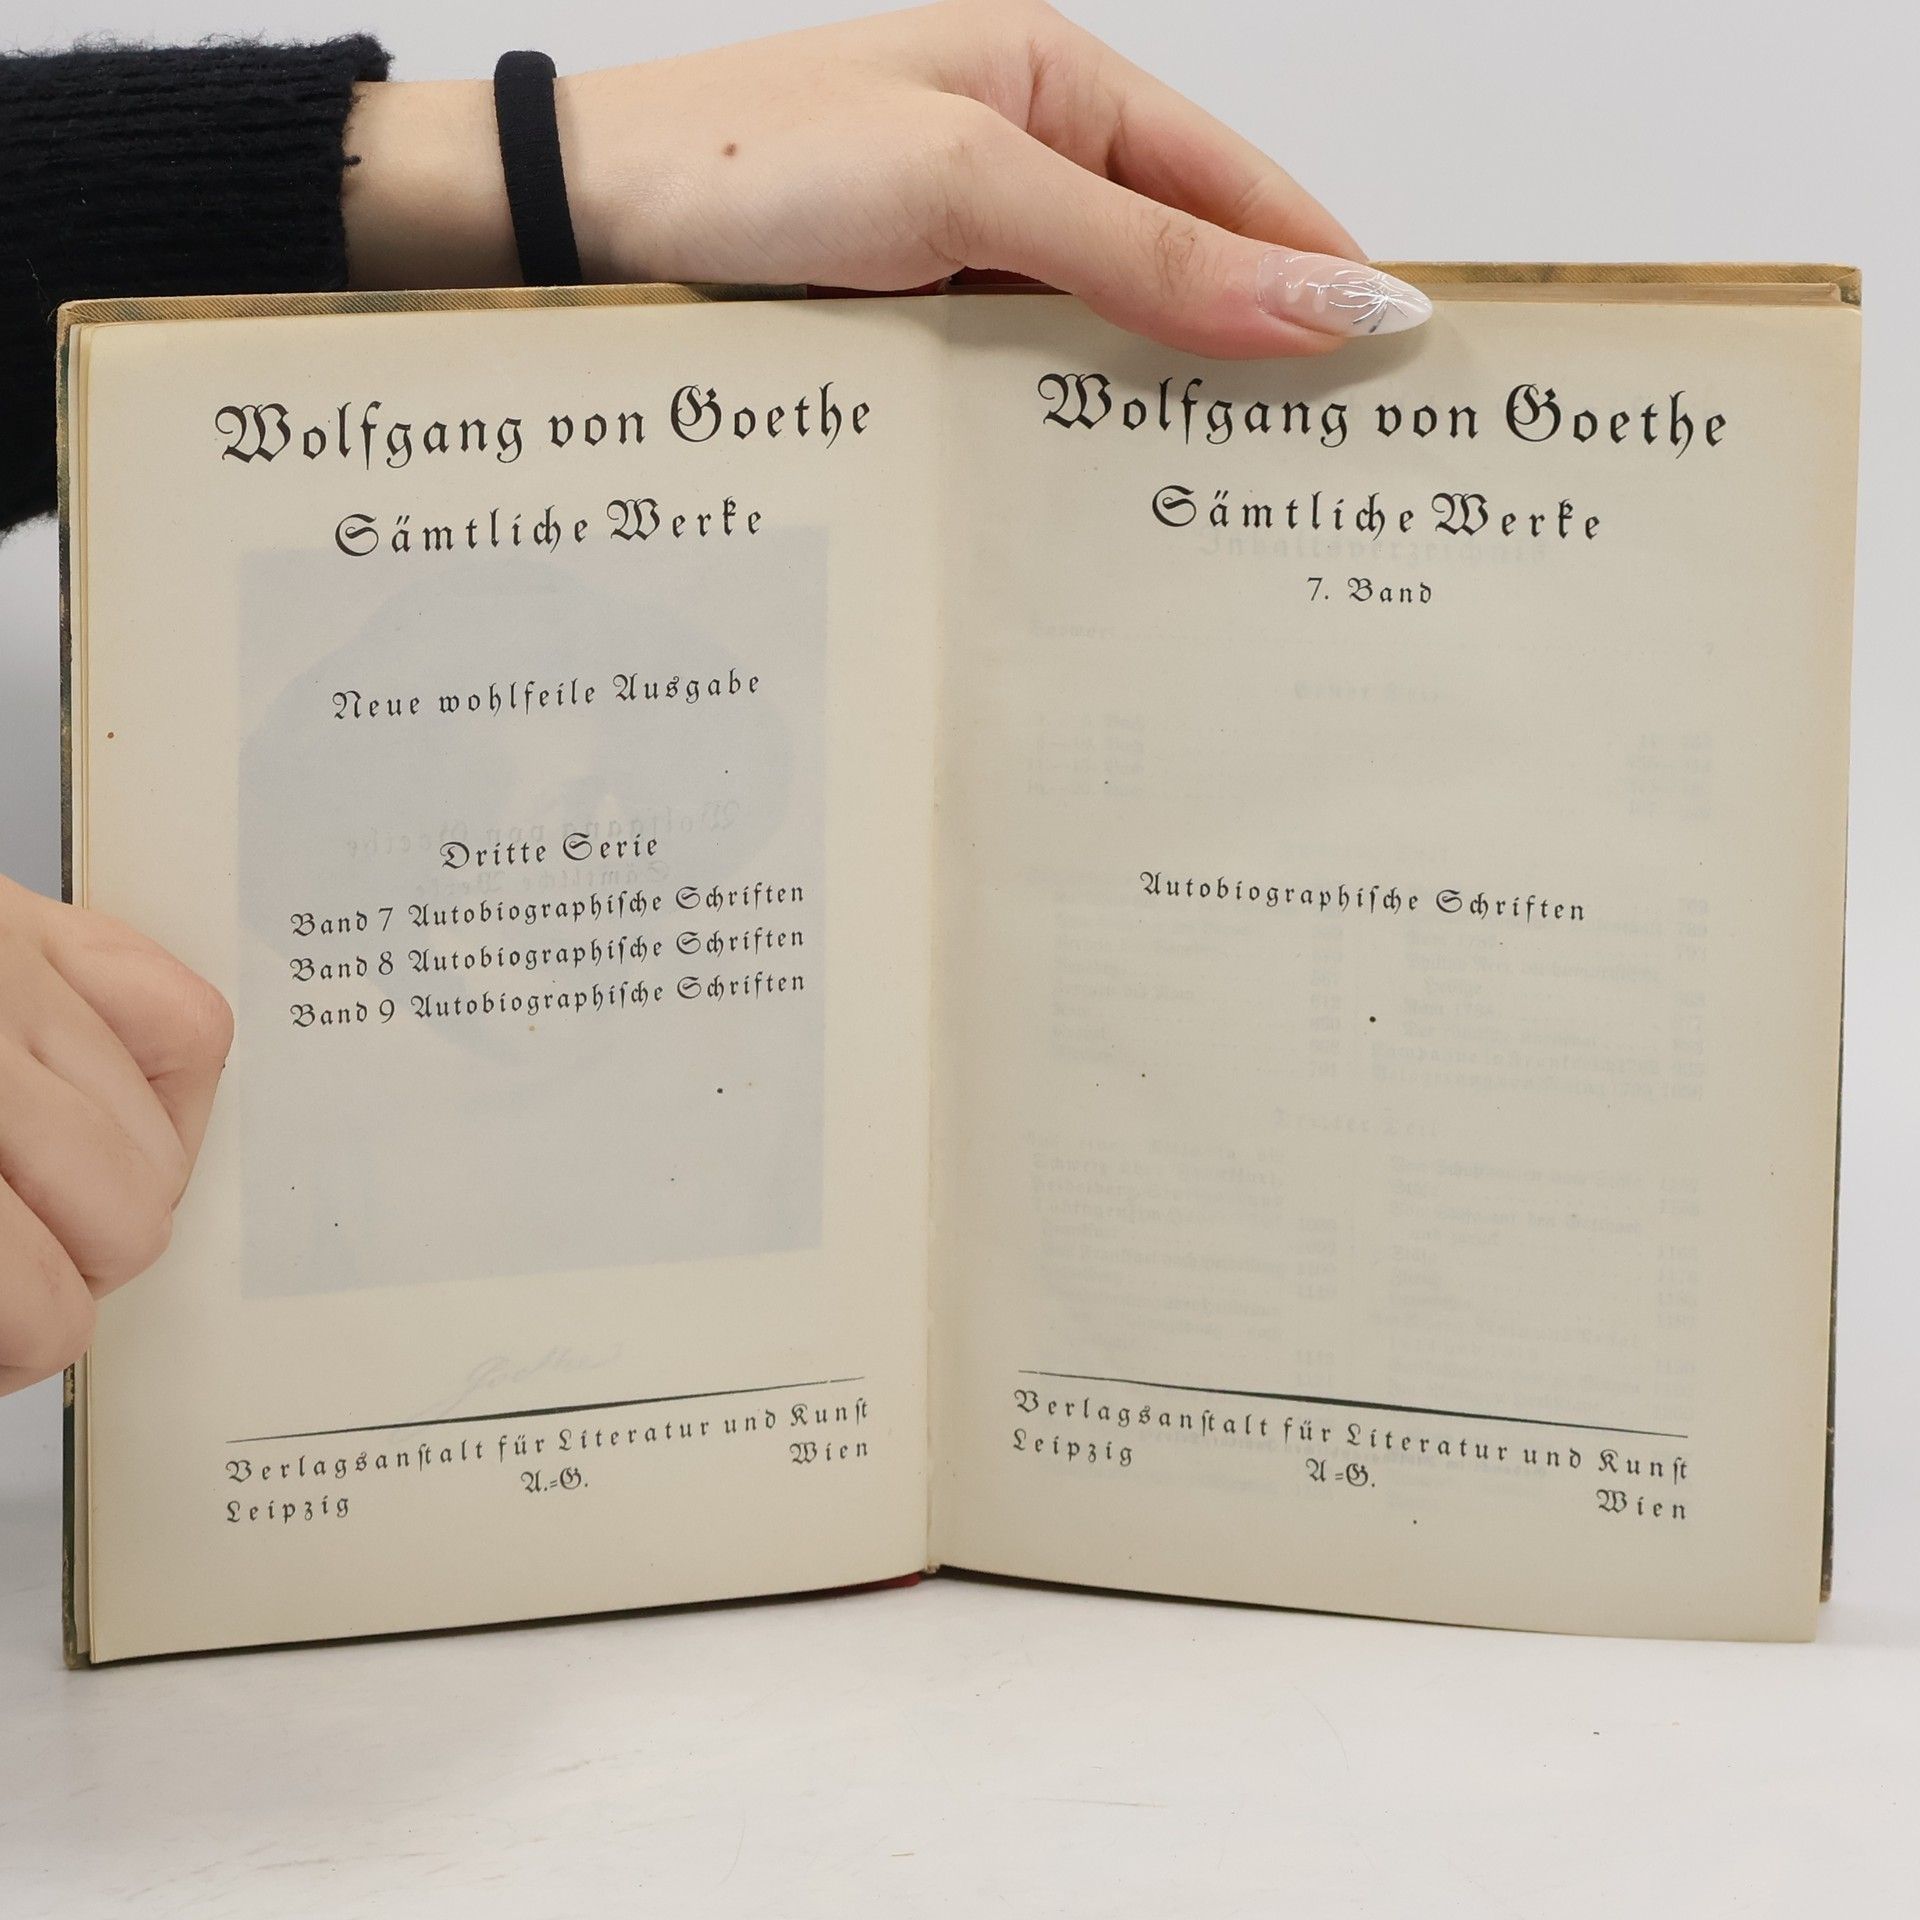 Wolfgang von Goethe
Sämtliche Werke
Neue wohlfeile Ausgabe
Dritte Serie
Band 7 Autobiographiſche Schriften
Band 8 Autobiographiſche Schriften
Band 9 Autobiographiſche Schriften
Goethe
Verlagsanſtalt für Literatur und Kunſt
A.=G.
Leipzig Wien
Wolfgang von Goethe
Sämtliche Werke
7. Band
Autobiographiſche Schriften
Verlagsanſtalt für Literatur und Kunſt
Leipzig A=G. Wien